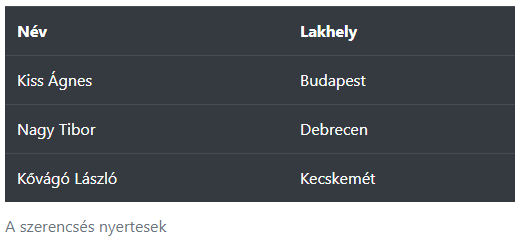 Név Lakhely
Kiss Ágnes Budapest
Nagy Tibor Debrecen
Kővágó László Kecskemét
A szerencsés nyertesek